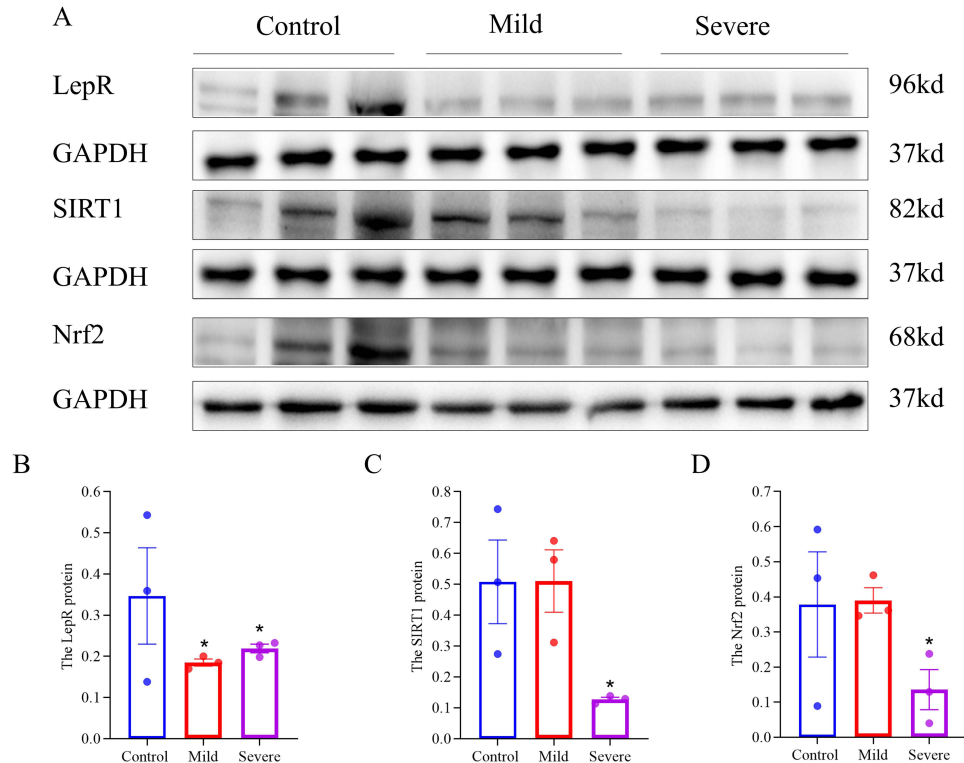 A
Control Mild Severe
LepR 96kd
GAPDH 37kd
SIRT1 82kd
GAPDH 37kd
Nrf2 68kd
GAPDH 37kd
B
The LepR protein
0.6
0.5
0.4
0.3
0.2
0.1
0.0
* *
Control Mild Severe
C
The SIRT1 protein
0.8
0.7
0.6
0.5
0.4
0.3
0.2
0.1
0.0
*
Control Mild Severe
D
The Nrf2 protein
0.7
0.6
0.5
0.4
0.3
0.2
0.1
0.0
*
Control Mild Severe